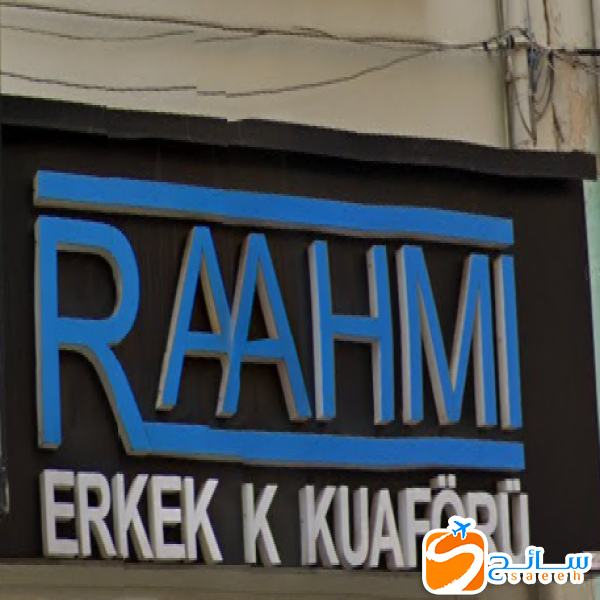 RAAHMI
ERKEK K KUAFÖRÜ
سائح
saeeh